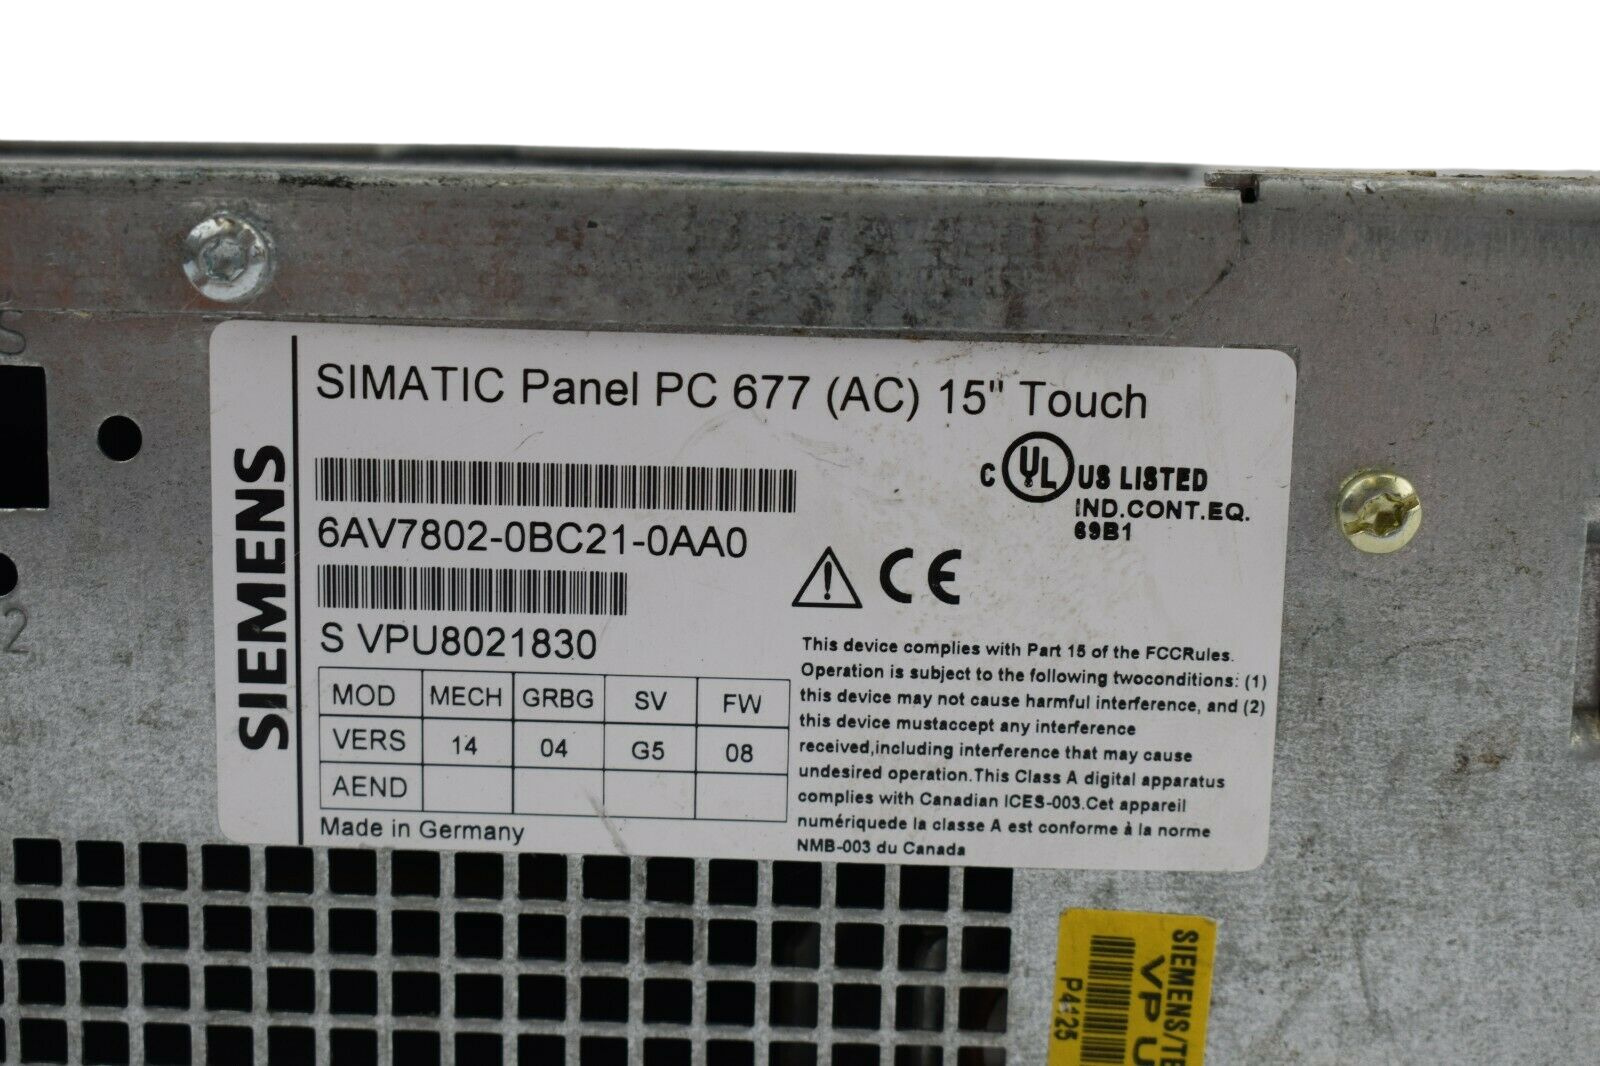 SIEMENS
SIMATIC Panel PC 677 (AC) 15" Touch
6AV7802-0BC21-0AA0
S VPU8021830
C UL US LISTED
IND.CONT.EQ.
69B1
CE
MOD MECH GRBG SV FW
VERS 14 04 G5 08
AEND
Made in Germany
This device complies with Part 15 of the FCCRules.
Operation is subject to the following twoconditions: (1)
this device may not cause harmful interference, and (2)
this device mustaccept any interference
received,including interference that may cause
undesired operation.This Class A digital apparatus
complies with Canadian ICES-003.Cet appareil
numériquede la classe A est conforme à la norme
NMB-003 du Canada
SIEMENS/TE
VPU
P4425
S
2